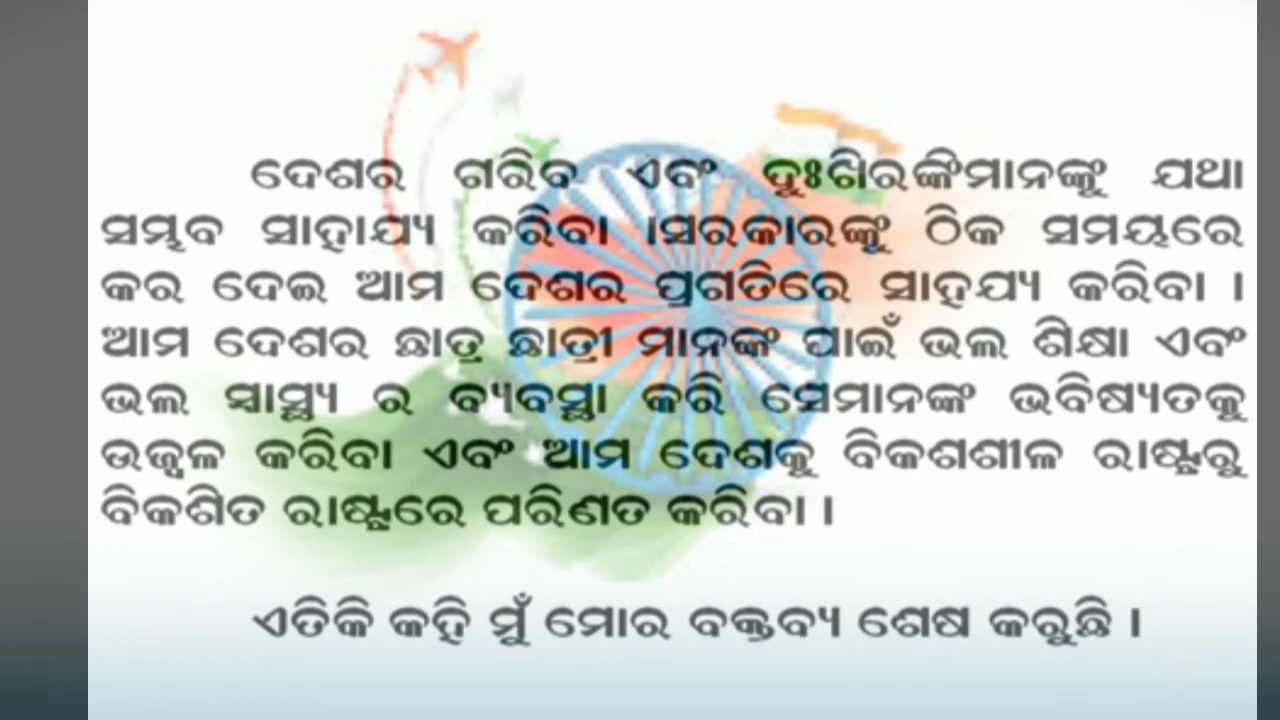 ଦେଶର ଗରିବ ଏବଂ ଦୁଃଖିରଙ୍କିମାନଙ୍କୁ ଯଥା
ସମ୍ଭବ ସାହାଯ୍ୟ କରିବା ।ସରକାରଙ୍କୁ ଠିକ ସମୟରେ
କର ଦେଇ ଆମ ଦେଶର ପ୍ରଗତିରେ ସାହଯ୍ୟ କରିବା ।
ଆମ ଦେଶର ଛାତ୍ର ଛାତ୍ରୀ ମାନଙ୍କ ପାଇଁ ଭଲ ଶିକ୍ଷା ଏବଂ
ଭଲ ସ୍ୱାସ୍ଥ୍ୟ ର ବ୍ୟବସ୍ଥା କରି ସେମାନଙ୍କ ଭବିଷ୍ୟତକୁ
ଉଜ୍ଜ୍ୱଳ କରିବା ଏବଂ ଆମ ଦେଶକୁ ବିକଶଶୀଳ ରାଷ୍ଟ୍ରରୁ
ବିକଶିତ ରାଷ୍ଟ୍ରରେ ପରିଣତ କରିବା ।
ଏତିକି କହି ମୁଁ ମୋର ବକ୍ତବ୍ୟ ଶେଷ କରୁଛି ।